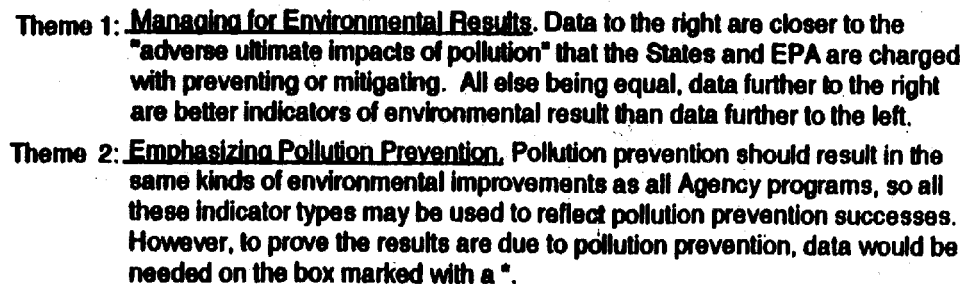 Theme 1: Managing for Environmental Results. Data to the right are closer to the
"adverse ultimate impacts of pollution" that the States and EPA are charged
with preventing or mitigating. All else being equal, data further to the right
are better indicators of environmental result than data further to the left.
Theme 2: Emphasizing Pollution Prevention. Pollution prevention should result in the
same kinds of environmental improvements as all Agency programs, so all
these indicator types may be used to reflect pollution prevention successes.
However, to prove the results are due to pollution prevention, data would be
needed on the box marked with a *.